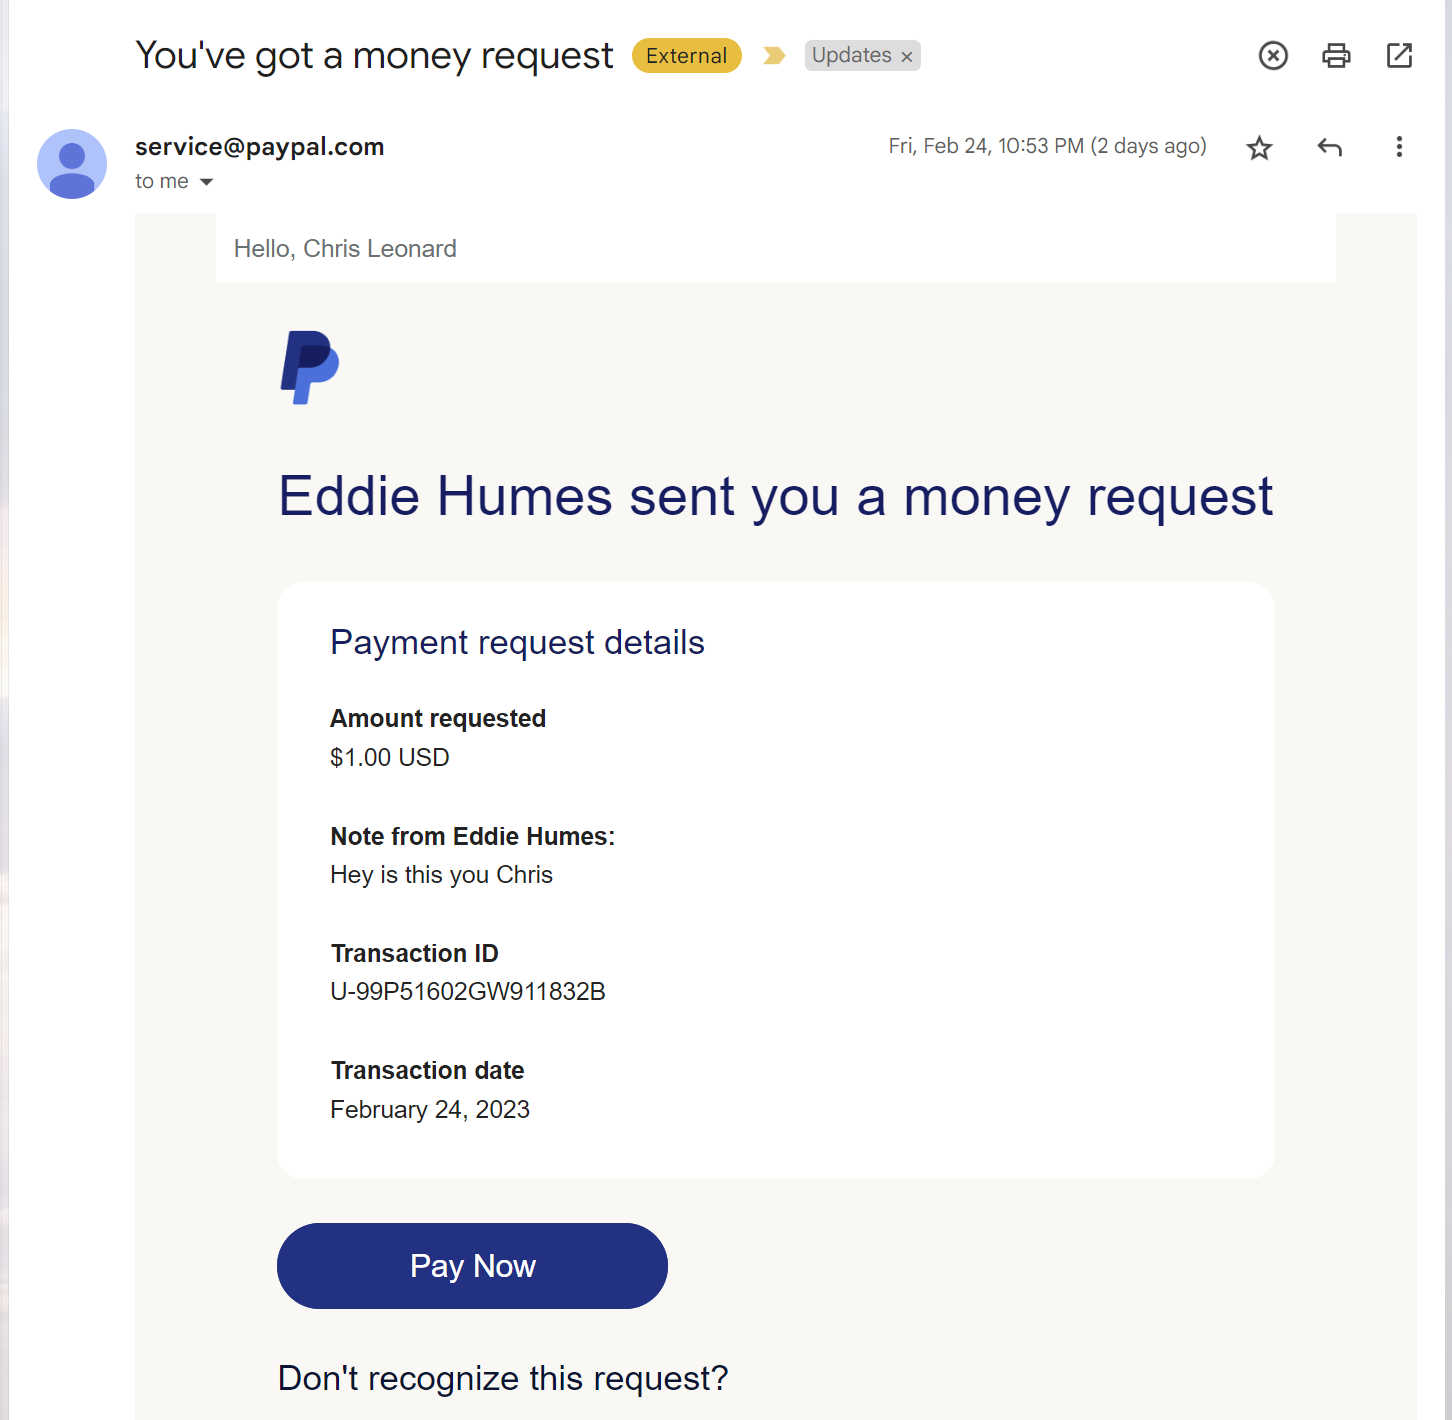 You've got a money request External Updates ×
service@paypal.com Fri, Feb 24, 10:53 PM (2 days ago)
to me
Hello, Chris Leonard
Eddie Humes sent you a money request
Payment request details
Amount requested
$1.00 USD
Note from Eddie Humes:
Hey is this you Chris
Transaction ID
U-99P51602GW911832B
Transaction date
February 24, 2023
Pay Now
Don't recognize this request?